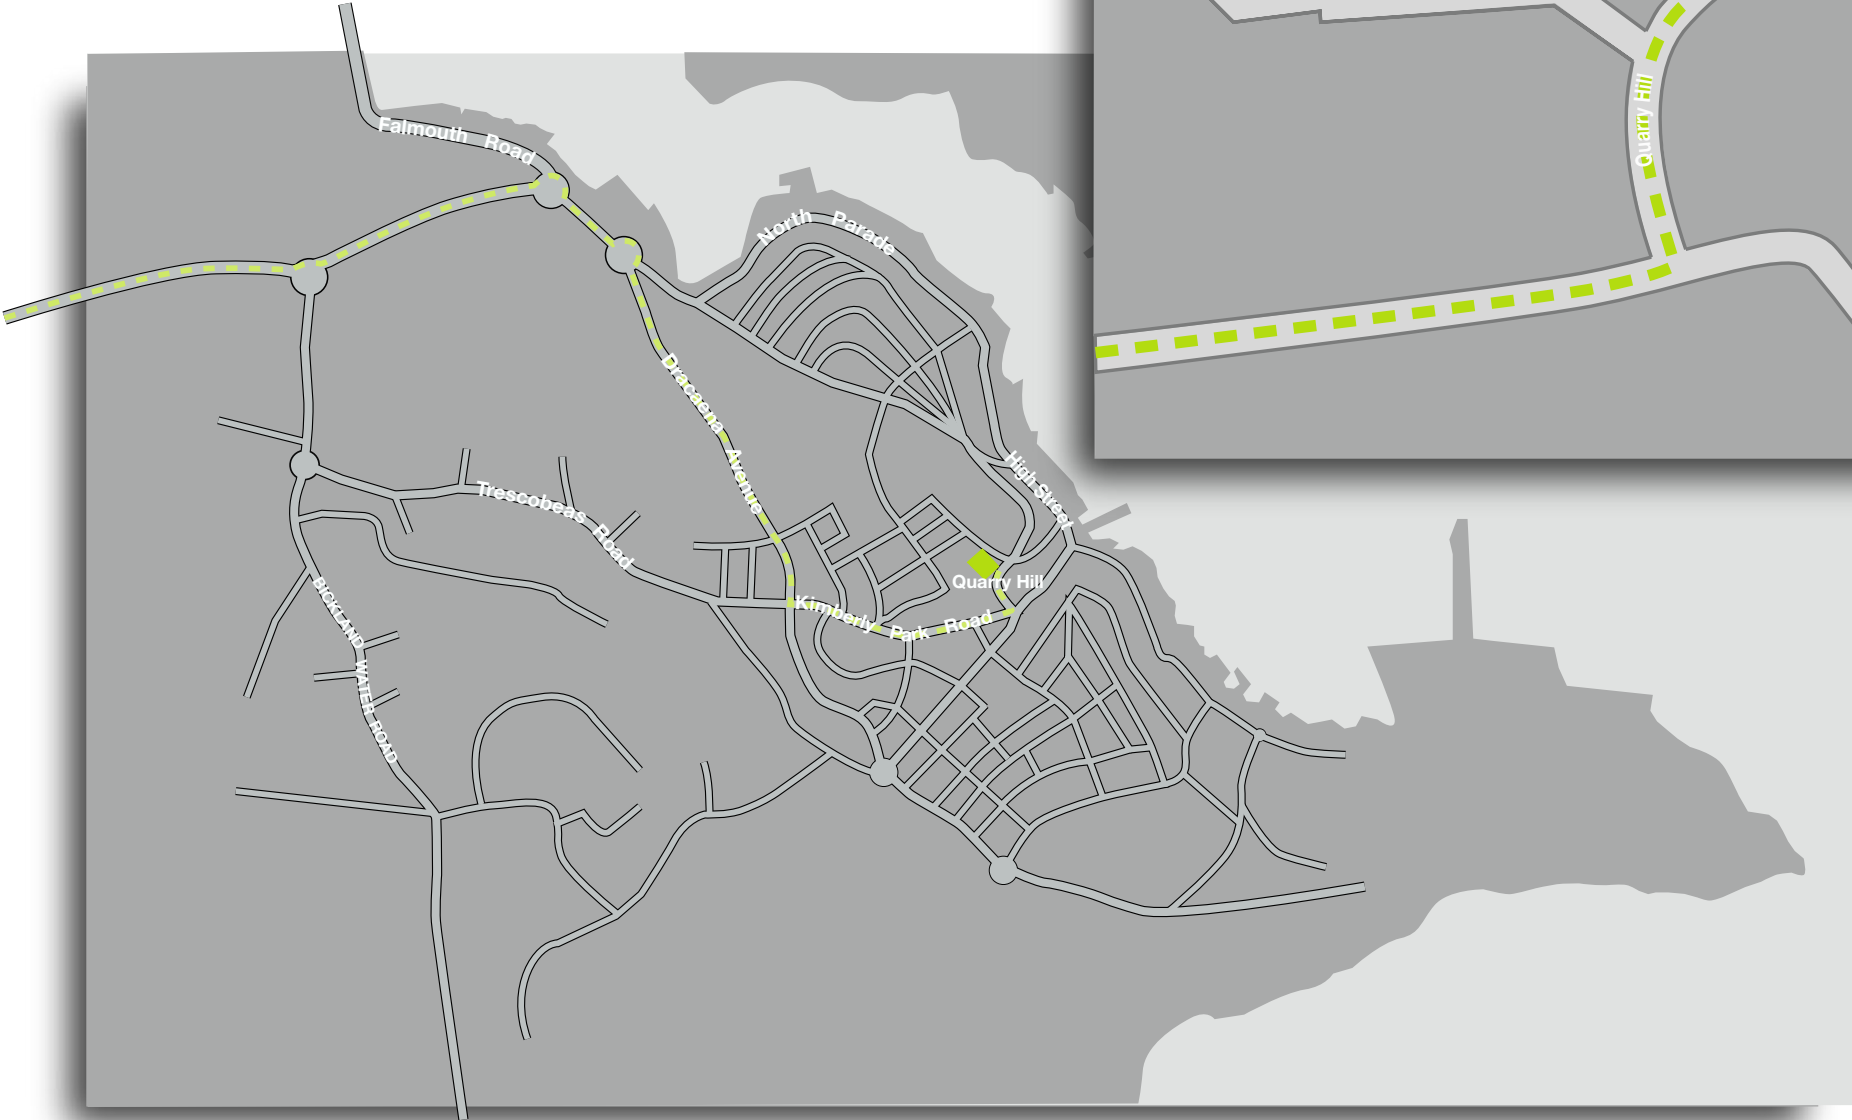 Quarry Hill
Falmouth Road
North Parade
Dracaena Avenue
High Street
Trescobeas Road
Quarry Hill
Kimberly Park Road
BICKLAND WATER ROAD